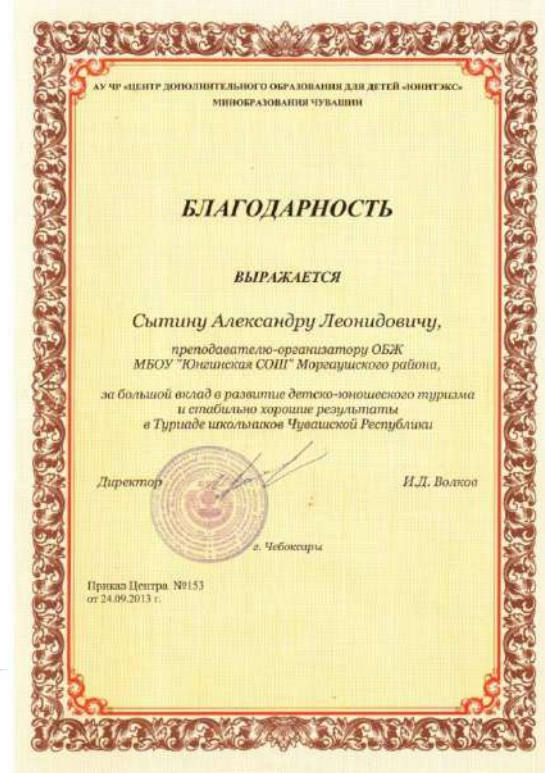 АУ ЧР «ЦЕНТР ДОПОЛНИТЕЛЬНОГО ОБРАЗОВАНИЯ ДЛЯ ДЕТЕЙ «ЮНИТЭКС»
МИНОБРАЗОВАНИЯ ЧУВАШИИ
БЛАГОДАРНОСТЬ
ВЫРАЖАЕТСЯ
Сытину Александру Леонидовичу,
преподавателю-организатору ОБЖ
МБОУ "Юнгинская СОШ" Моргаушского района,
за большой вклад в развитие детско-юношеского туризма
и стабильно хорошие результаты
в Туриаде школьников Чувашской Республики
Директор И.Д. Волков
г. Чебоксары
Приказ Центра №153
от 24.09.2013 г.